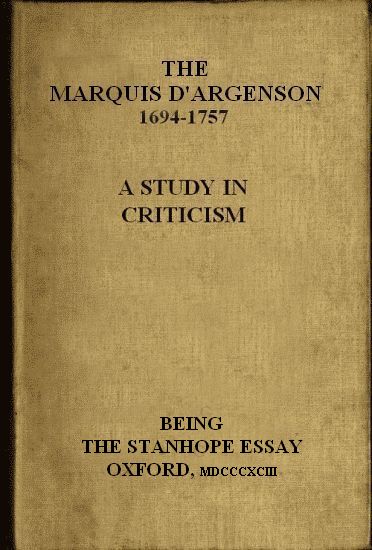 THE
MARQUIS D'ARGENSON
1694-1757
A STUDY IN
CRITICISM
BEING
THE STANHOPE ESSAY
OXFORD, MDCCCXCIII